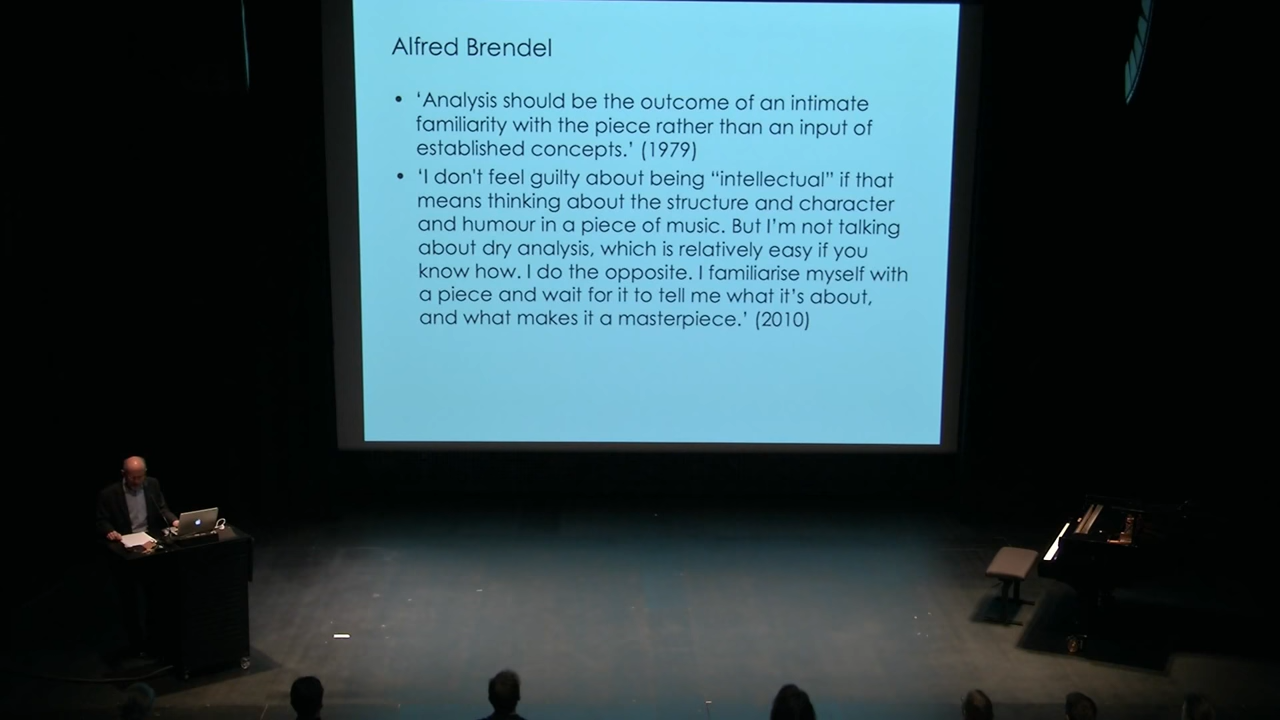 Alfred Brendel
• ‘Analysis should be the outcome of an intimate
familiarity with the piece rather than an input of
established concepts.’ (1979)
• ‘I don't feel guilty about being “intellectual” if that
means thinking about the structure and character
and humour in a piece of music. But I’m not talking
about dry analysis, which is relatively easy if you
know how. I do the opposite. I familiarise myself with
a piece and wait for it to tell me what it’s about,
and what makes it a masterpiece.’ (2010)